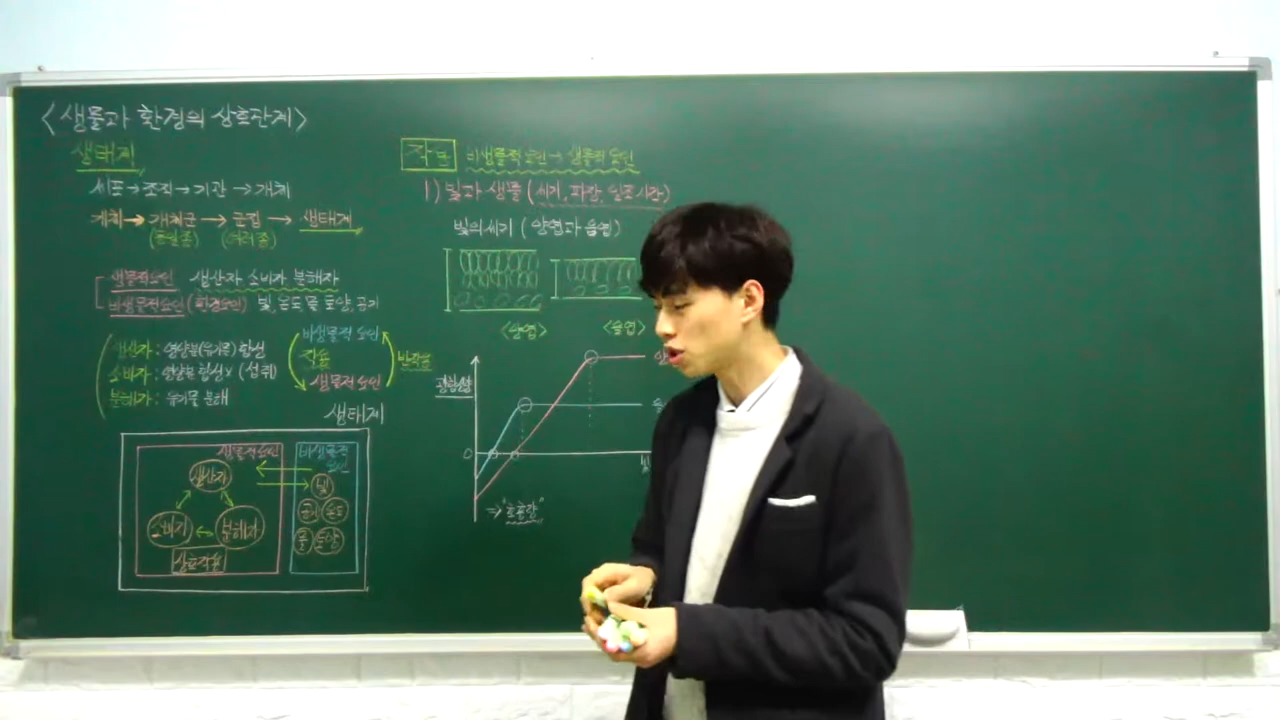 <생물과 환경의 상호관계>
생태계
세포→조직→기관→개체
개체→개체군→군집→생태계
(동일종) (여러종)
생물적요인 생산자 소비자 분해자
비생물적요인(환경요인) 빛, 온도, 물, 토양, 공기
생산자 : 영양분(유기물) 합성
소비자 : 영양분 합성x (섭취)
분해자 : 유기물 분해
비생물적 요인
작용
반작용
생물적요인
생태계
생물적요인
생산자
소비자
분해자
상호작용
비생물적
요인
빛
공기
온도
물
토양
작용 비생물적요인→생물적요인
1) 빛과 생물 (세기, 파장, 일조시간)
빛의세기 (양엽과 음엽)
<양엽> <음엽>
광합성량
0
⇒"호흡량"